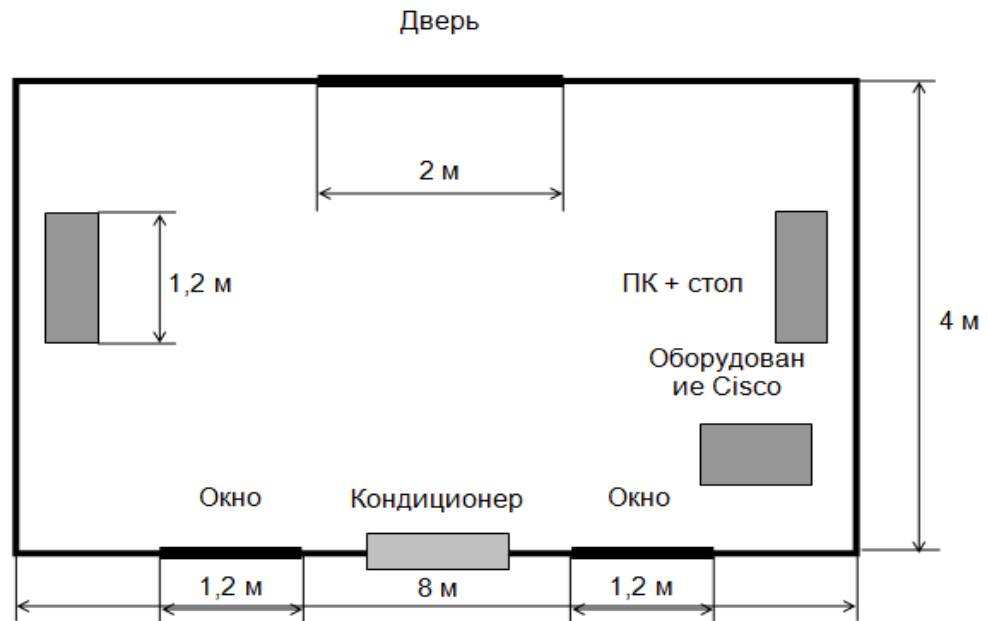 Дверь
2 м
1,2 м
ПК + стол
4 м
Оборудован
ие Cisco
Окно
Кондиционер
Окно
1,2 м
8 м
1,2 м